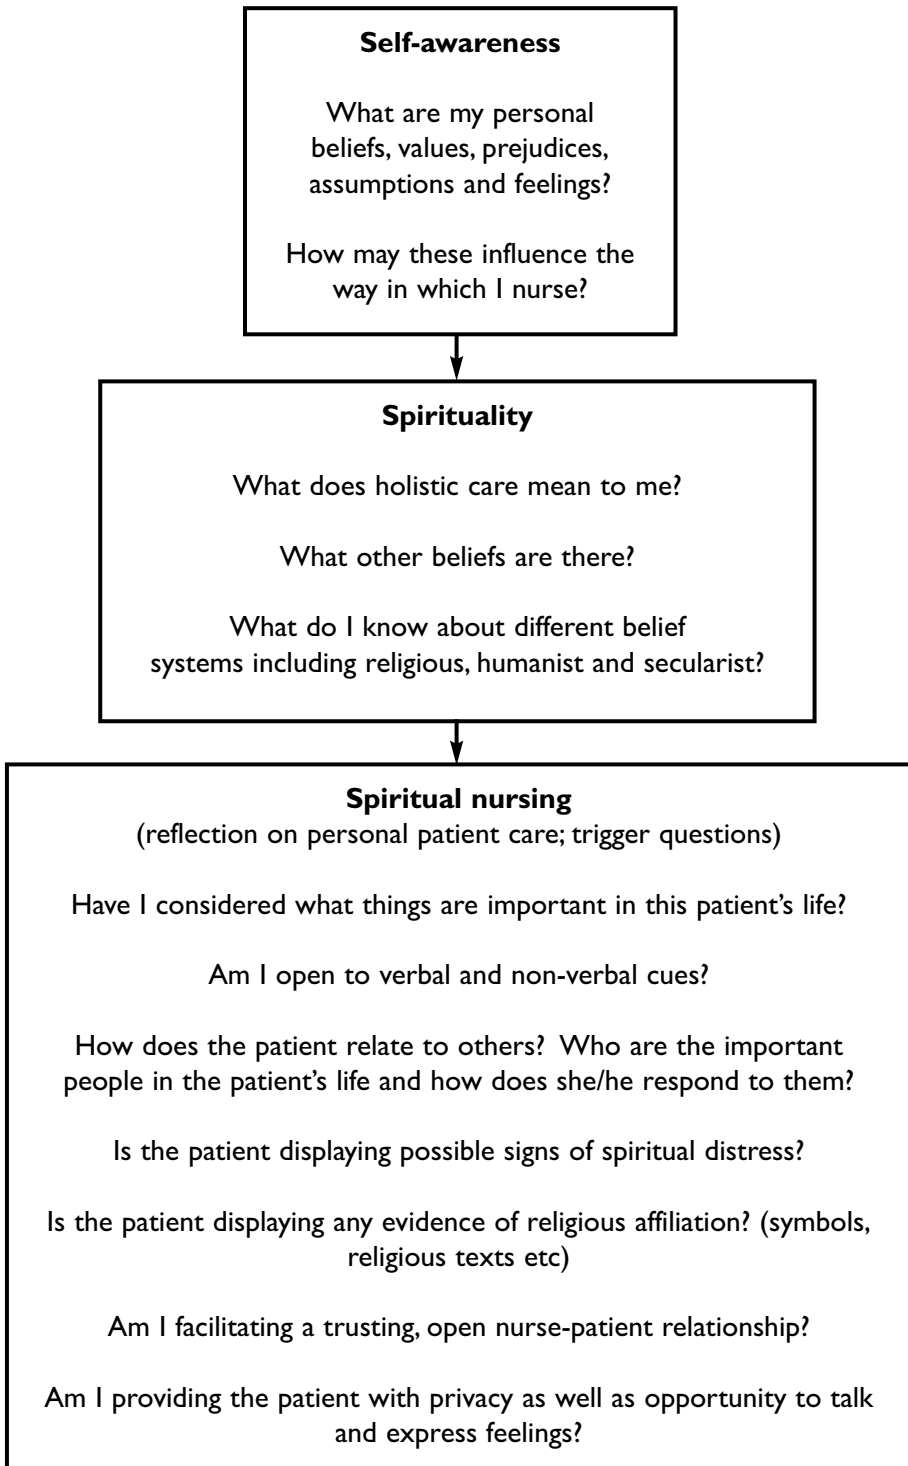 Self-awareness
What are my personal
beliefs, values, prejudices,
assumptions and feelings?
How may these influence the
way in which I nurse?
Spirituality
What does holistic care mean to me?
What other beliefs are there?
What do I know about different belief
systems including religious, humanist and secularist?
Spiritual nursing
(reflection on personal patient care; trigger questions)
Have I considered what things are important in this patient’s life?
Am I open to verbal and non-verbal cues?
How does the patient relate to others?  Who are the important
people in the patient’s life and how does she/he respond to them?
Is the patient displaying possible signs of spiritual distress?
Is the patient displaying any evidence of religious affiliation? (symbols,
religious texts etc)
Am I facilitating a trusting, open nurse-patient relationship?
Am I providing the patient with privacy as well as opportunity to talk
and express feelings?